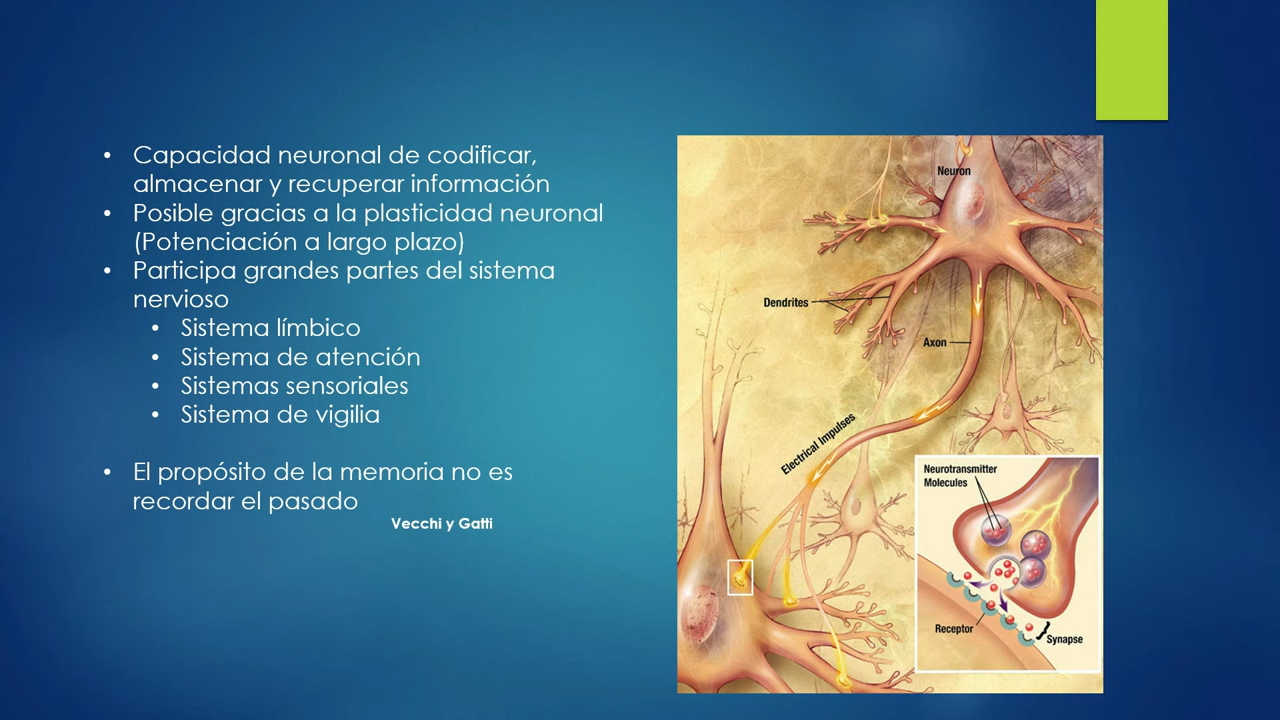 • Capacidad neuronal de codificar,
almacenar y recuperar información
• Posible gracias a la plasticidad neuronal
(Potenciación a largo plazo)
• Participa grandes partes del sistema
nervioso
• Sistema límbico
• Sistema de atención
• Sistemas sensoriales
• Sistema de vigilia
• El propósito de la memoria no es
recordar el pasado
Vecchi y Gatti
Neuron
Dendrites
Axon
Electrical Impulses
Neurotransmitter
Molecules
Receptor
Synapse